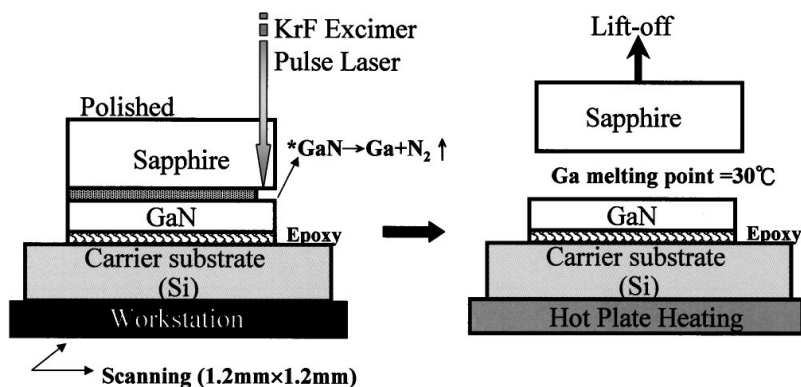 KrF Excimer
Pulse Laser
Polished
Sapphire
*GaN→Ga+N₂ ↑
GaN
Epoxy
Carrier substrate
(Si)
Workstation
Scanning (1.2mm×1.2mm)
Lift-off
Sapphire
Ga melting point =30℃
GaN
Epoxy
Carrier substrate
(Si)
Hot Plate Heating